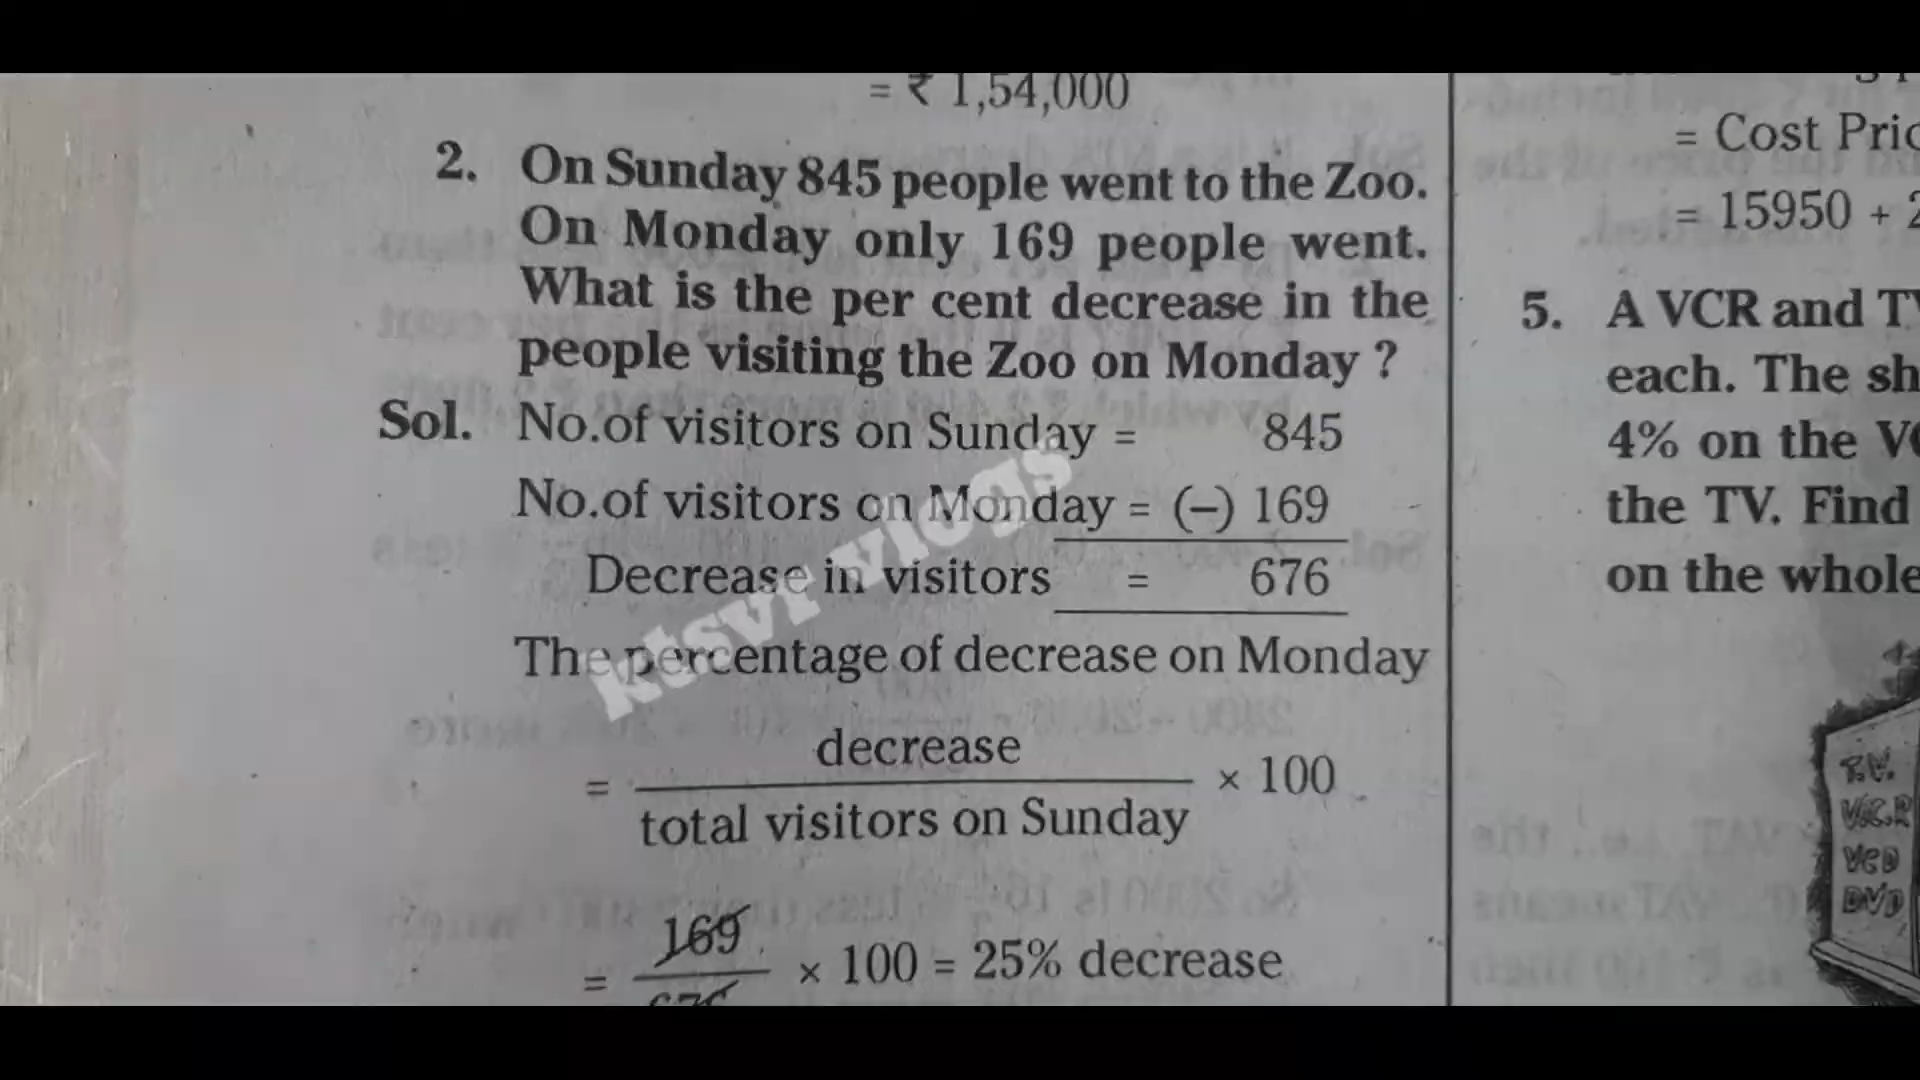 = ₹ 1,54,000
2. On Sunday 845 people went to the Zoo.
On Monday only 169 people went.
What is the per cent decrease in the
people visiting the Zoo on Monday ?
Sol. No.of visitors on Sunday = 845
No.of visitors on Monday = (–) 169
Decrease in visitors = 676
The percentage of decrease on Monday
decrease
= × 100
total visitors on Sunday
169
= × 100 = 25% decrease
ktsvr vlogs
= Cost
= 15950 +
5. A VCR and
each. The
4% on the
the TV. Find
on the whole
T.V.
V.C.R
VCD
DVD